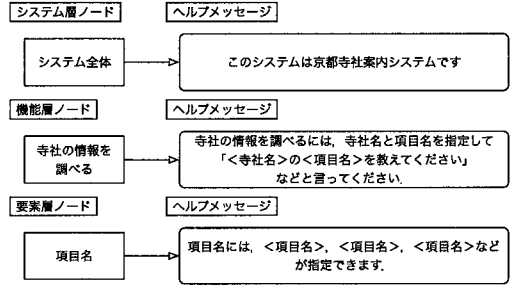 システム層ノード
ヘルプメッセージ
システム全体
このシステムは京都寺社案内システムです
機能層ノード
ヘルプメッセージ
寺社の情報を
調べる
寺社の情報を調べるには，寺社名と項目名を指定して
「＜寺社名＞の＜項目名＞を教えてください」
などと言ってください．
要素層ノード
ヘルプメッセージ
項目名
項目名には，＜項目名＞，＜項目名＞，＜項目名＞など
が指定できます．